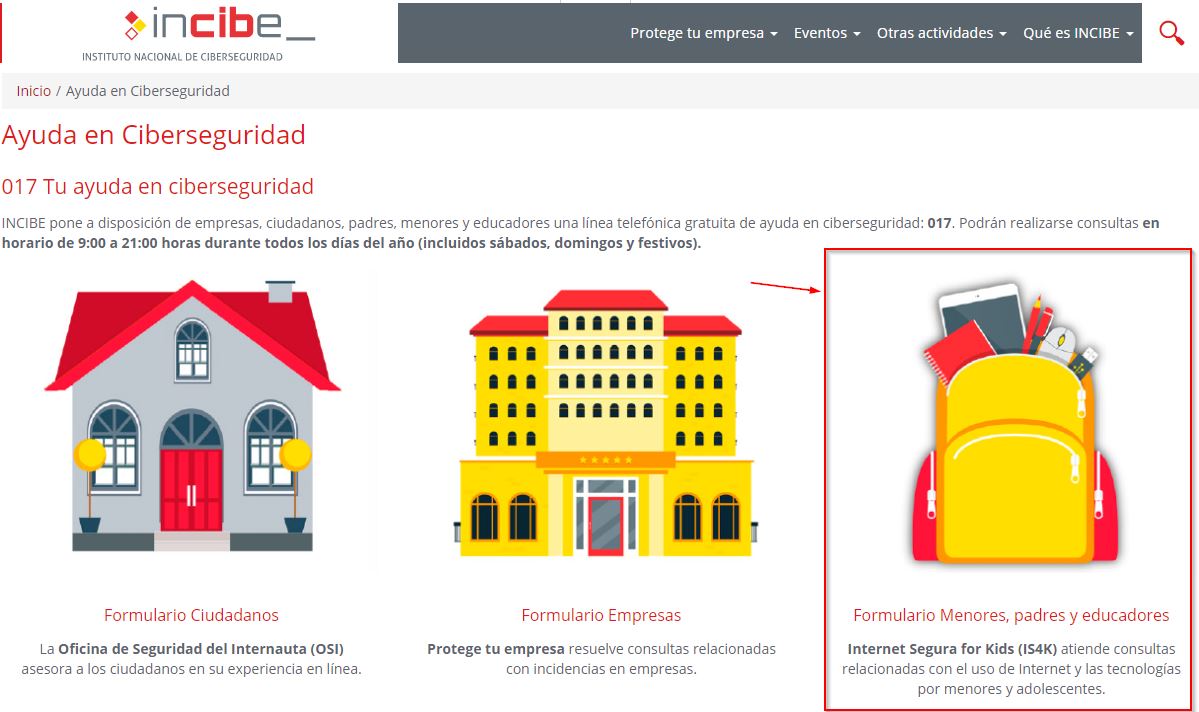 incibe_
INSTITUTO NACIONAL DE CIBERSEGURIDAD
Protege tu empresa Eventos Otras actividades Qué es INCIBE
Inicio / Ayuda en Ciberseguridad
Ayuda en Ciberseguridad
017 Tu ayuda en ciberseguridad
INCIBE pone a disposición de empresas, ciudadanos, padres, menores y educadores una línea telefónica gratuita de ayuda en ciberseguridad: 017. Podrán realizarse consultas en
horario de 9:00 a 21:00 horas durante todos los días del año (incluidos sábados, domingos y festivos).
Formulario Ciudadanos
La Oficina de Seguridad del Internauta (OSI)
asesora a los ciudadanos en su experiencia en línea.
Formulario Empresas
Protege tu empresa resuelve consultas relacionadas
con incidencias en empresas.
Formulario Menores, padres y educadores
Internet Segura for Kids (IS4K) atiende consultas
relacionadas con el uso de Internet y las tecnologías
por menores y adolescentes.